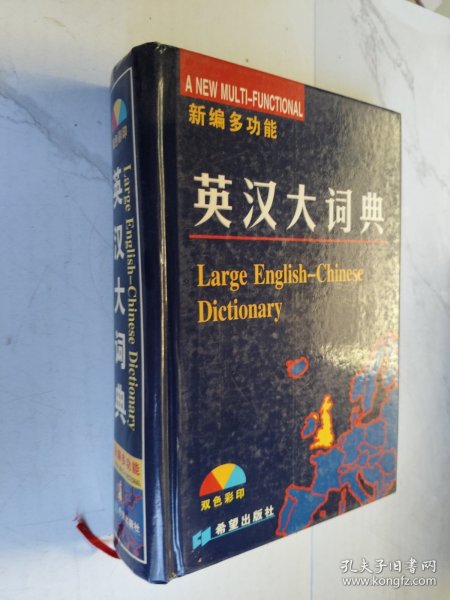 A NEW MULTI-FUNCTIONAL
新编多功能
英汉大词典
Large English-Chinese
Dictionary
双色彩印
希望出版社
英汉大词典
Large English-Chinese Dictionary
孔夫子旧书网
www.kongfz.com